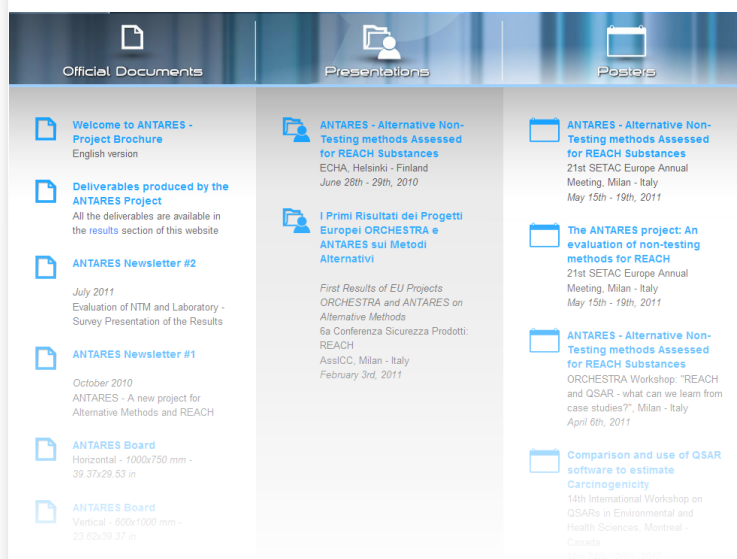 Official Documents
Presentations
Posters
Welcome to ANTARES -
Project Brochure
English version
Deliverables produced by the
ANTARES Project
All the deliverables are available in
the results section of this website
ANTARES Newsletter #2
July 2011
Evaluation of NTM and Laboratory -
Survey Presentation of the Results
ANTARES Newsletter #1
October 2010
ANTARES - A new project for
Alternative Methods and REACH
ANTARES Board
Horizontal - 1000x750 mm -
39.37x29.53 in
ANTARES Board
Vertical - 600x1000 mm -
23.62x39.37 in
ANTARES - Alternative Non-
Testing methods Assessed
for REACH Substances
ECHA, Helsinki - Finland
June 28th - 29th, 2010
I Primi Risultati dei Progetti
Europei ORCHESTRA e
ANTARES sui Metodi
Alternativi
First Results of EU Projects
ORCHESTRA and ANTARES on
Alternative Methods
6a Conferenza Sicurezza Prodotti:
REACH
AssICC, Milan - Italy
February 3rd, 2011
ANTARES - Alternative Non-
Testing methods Assessed
for REACH Substances
21st SETAC Europe Annual
Meeting, Milan - Italy
May 15th - 19th, 2011
The ANTARES project: An
evaluation of non-testing
methods for REACH
21st SETAC Europe Annual
Meeting, Milan - Italy
May 15th - 19th, 2011
ANTARES - Alternative Non-
Testing methods Assessed
for REACH Substances
ORCHESTRA Workshop: "REACH
and QSAR - what can we learn from
case studies?", Milan - Italy
April 6th, 2011
Comparison and use of QSAR
software to estimate
Carcinogenicity
14th International Workshop on
QSARs in Environmental and
Health Sciences, Montreal -
Canada